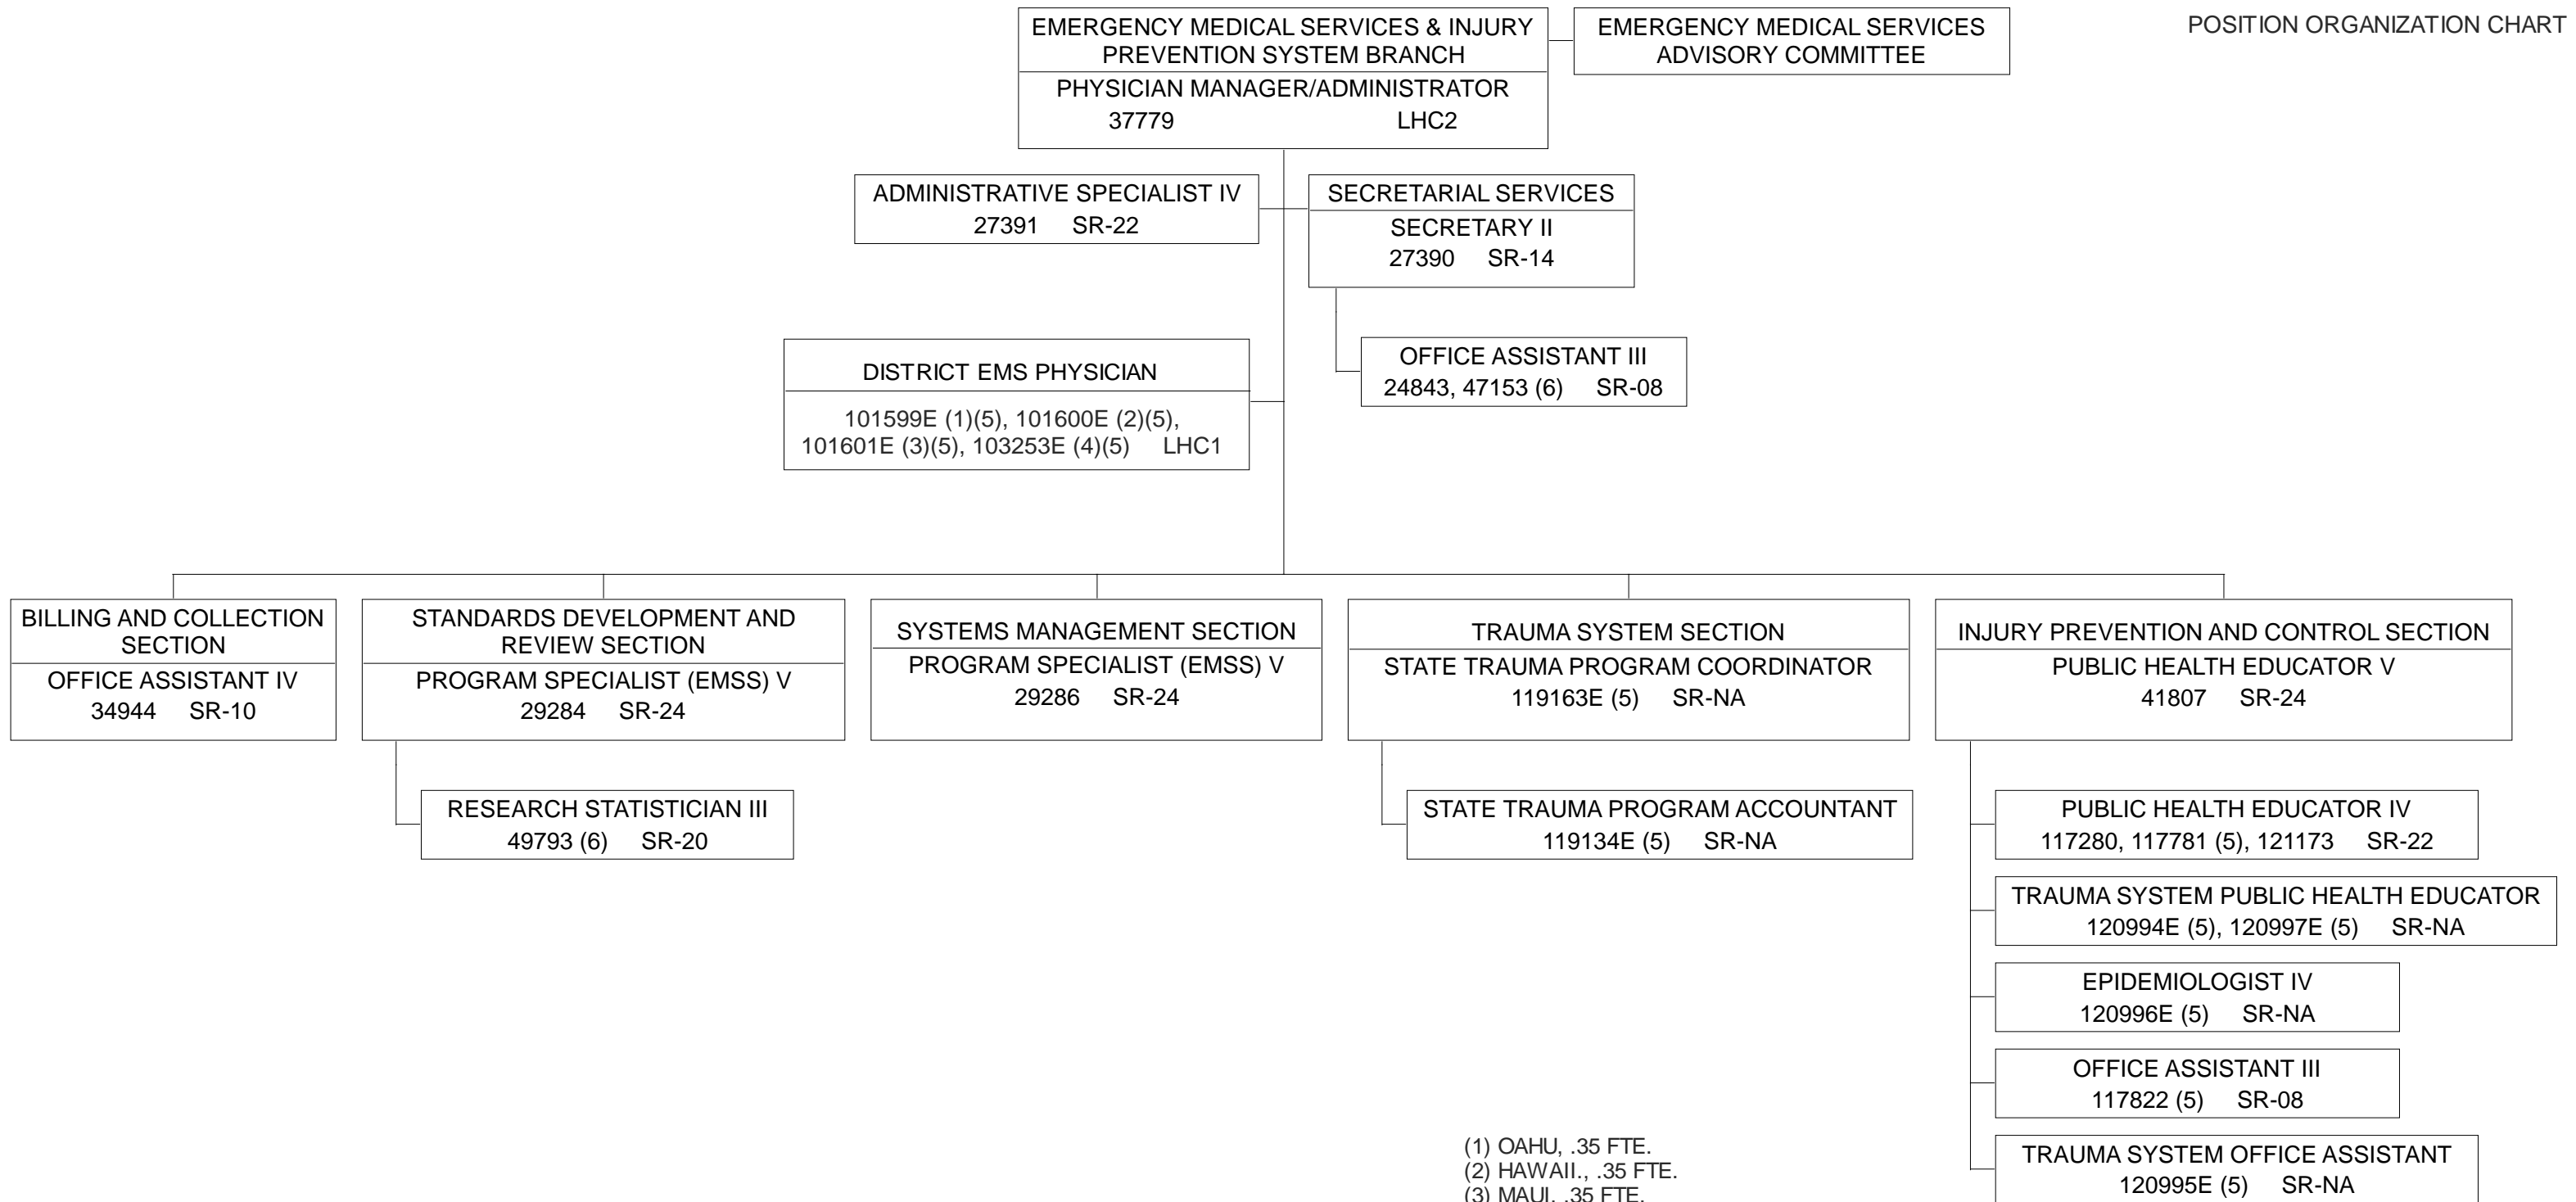 POSITION ORGANIZATION CHART
EMERGENCY MEDICAL SERVICES & INJURY
PREVENTION SYSTEM BRANCH
PHYSICIAN MANAGER/ADMINISTRATOR
37779 LHC2
EMERGENCY MEDICAL SERVICES
ADVISORY COMMITTEE
ADMINISTRATIVE SPECIALIST IV
27391 SR-22
SECRETARIAL SERVICES
SECRETARY II
27390 SR-14
OFFICE ASSISTANT III
24843, 47153 (6) SR-08
DISTRICT EMS PHYSICIAN
101599E (1)(5), 101600E (2)(5),
101601E (3)(5), 103253E (4)(5) LHC1
BILLING AND COLLECTION
SECTION
OFFICE ASSISTANT IV
34944 SR-10
STANDARDS DEVELOPMENT AND
REVIEW SECTION
PROGRAM SPECIALIST (EMSS) V
29284 SR-24
RESEARCH STATISTICIAN III
49793 (6) SR-20
SYSTEMS MANAGEMENT SECTION
PROGRAM SPECIALIST (EMSS) V
29286 SR-24
TRAUMA SYSTEM SECTION
STATE TRAUMA PROGRAM COORDINATOR
119163E (5) SR-NA
STATE TRAUMA PROGRAM ACCOUNTANT
119134E (5) SR-NA
INJURY PREVENTION AND CONTROL SECTION
PUBLIC HEALTH EDUCATOR V
41807 SR-24
PUBLIC HEALTH EDUCATOR IV
117280, 117781 (5), 121173 SR-22
TRAUMA SYSTEM PUBLIC HEALTH EDUCATOR
120994E (5), 120997E (5) SR-NA
EPIDEMIOLOGIST IV
120996E (5) SR-NA
OFFICE ASSISTANT III
117822 (5) SR-08
TRAUMA SYSTEM OFFICE ASSISTANT
120995E (5) SR-NA
(1) OAHU, .35 FTE.
(2) HAWAII., .35 FTE.
(3) MAUI, .35 FTE.